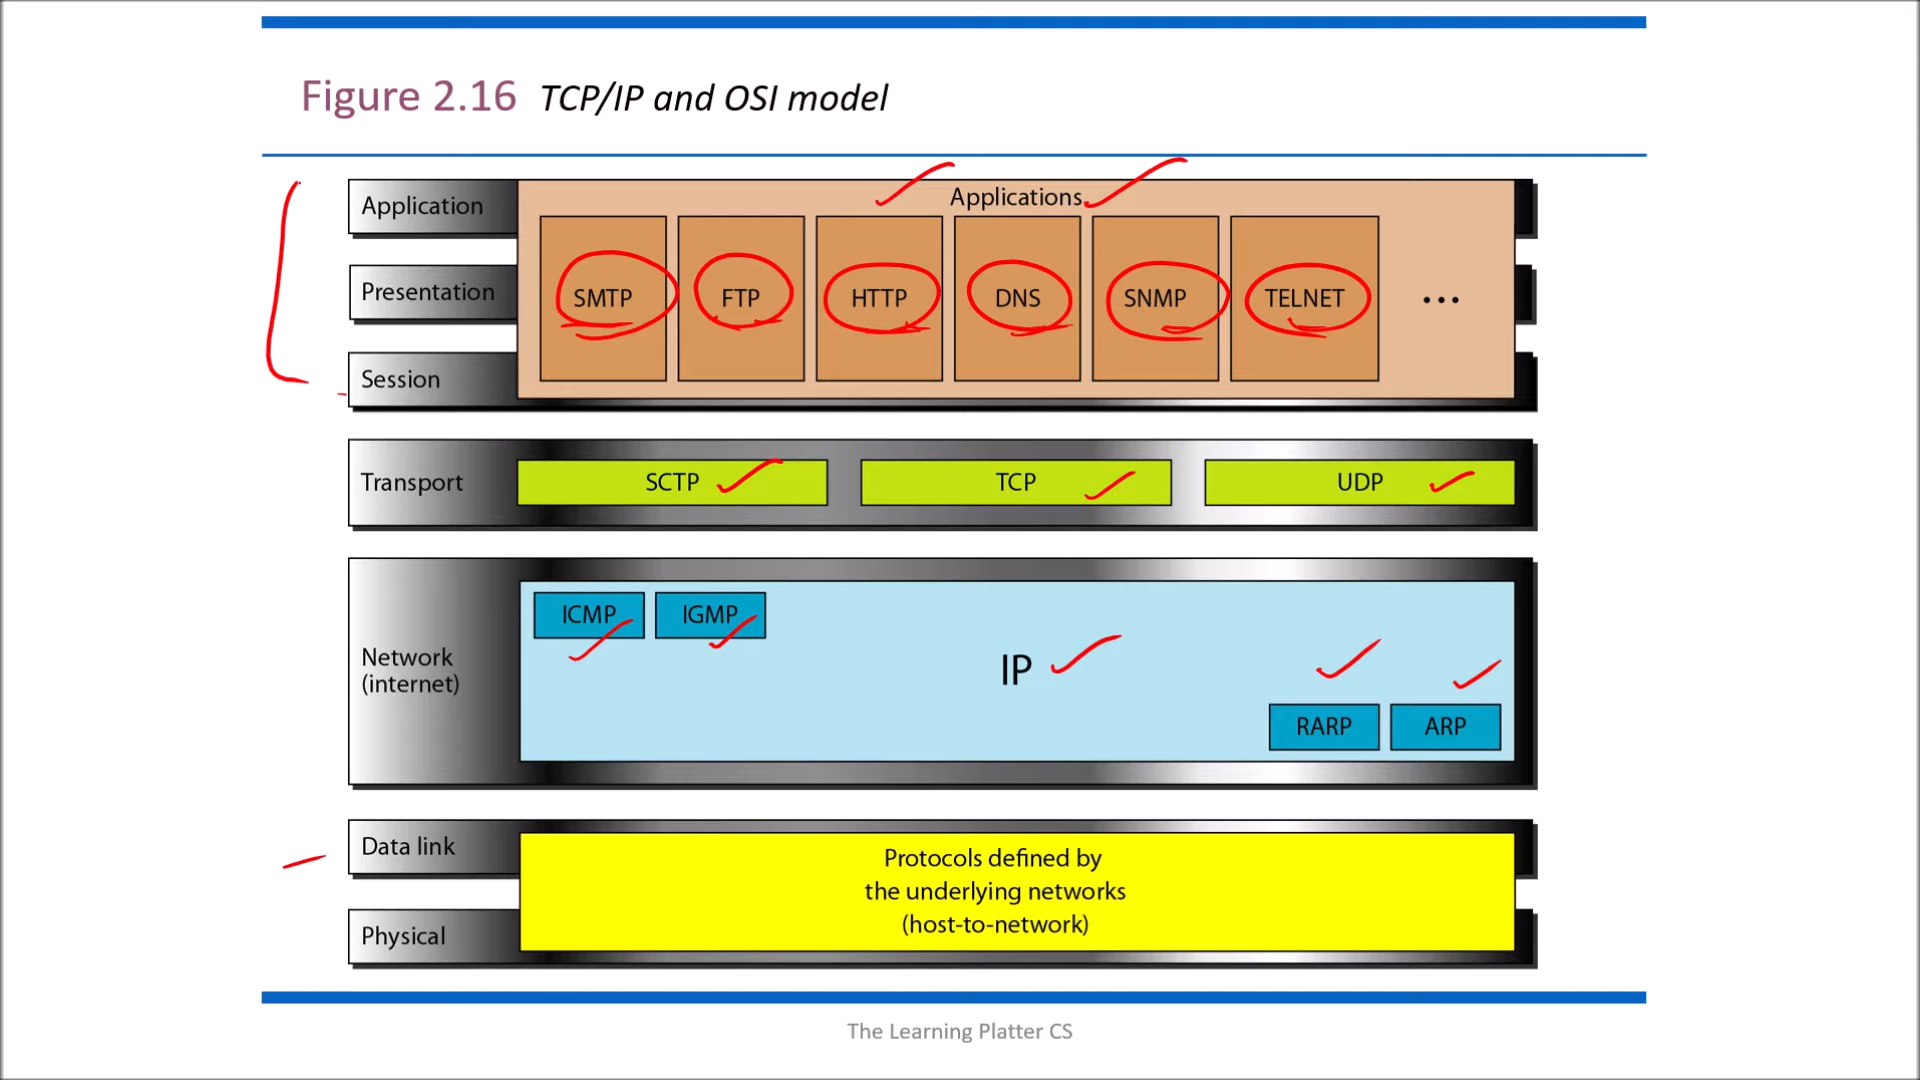 Figure 2.16 TCP/IP and OSI model
Application
Applications
Presentation
SMTP FTP HTTP DNS SNMP TELNET ...
Session
Transport
SCTP TCP UDP
ICMP IGMP
Network
(internet)
IP
RARP ARP
Data link
Physical
Protocols defined by
the underlying networks
(host-to-network)
The Learning Platter CS